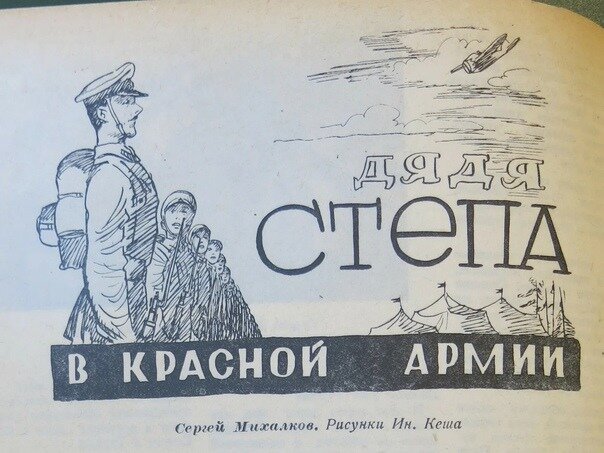 ДЯДЯ
СТЕПА
В КРАСНОЙ АРМИИ
Сергей Михалков. Рисунки Ин. Кеша